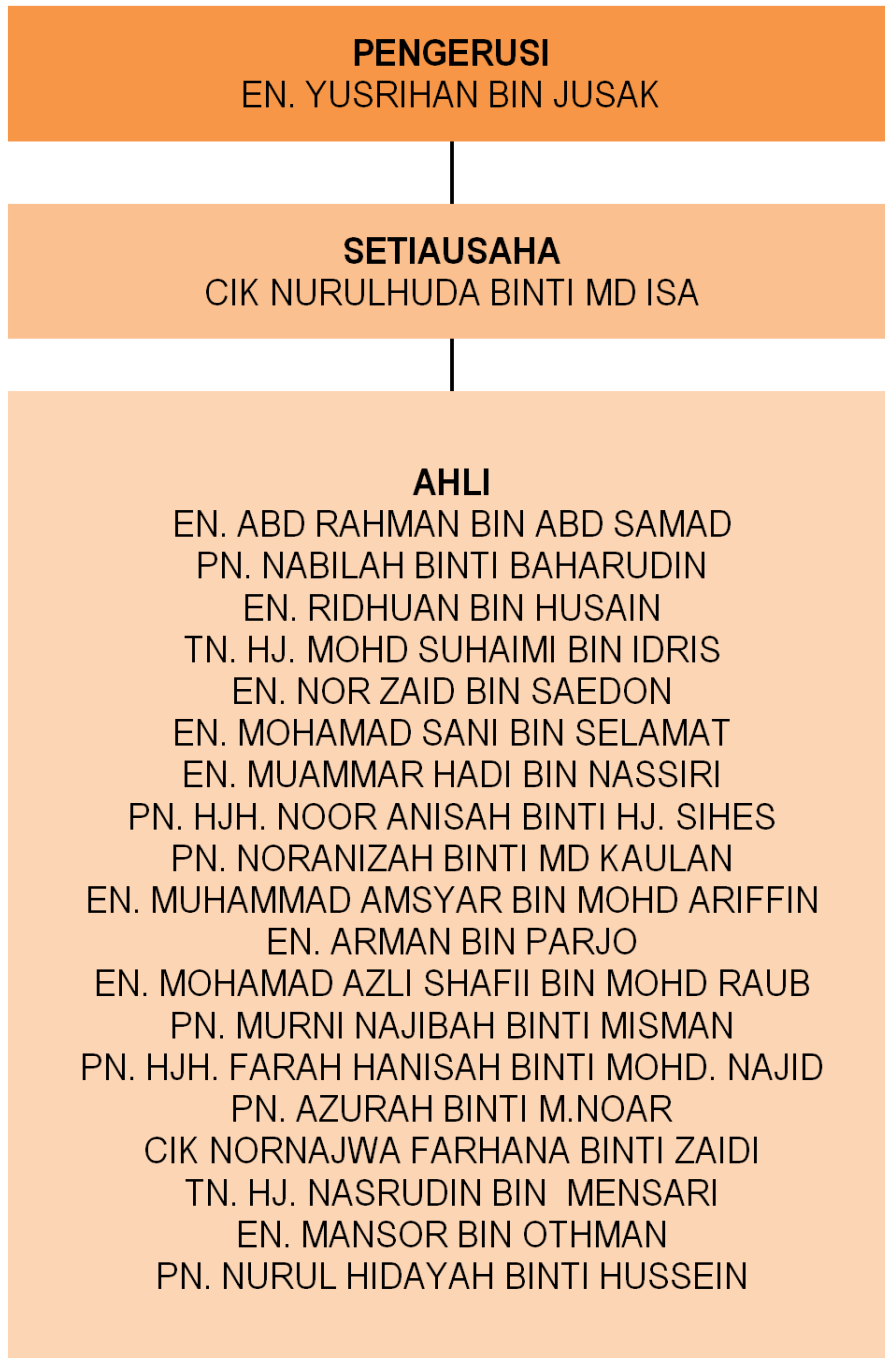 PENGERUSI
EN. YUSRIHAN BIN JUSAK
SETIAUSAHA
CIK NURULHUDA BINTI MD ISA
AHLI
EN. ABD RAHMAN BIN ABD SAMAD
PN. NABILAH BINTI BAHARUDIN
EN. RIDHUAN BIN HUSAIN
TN. HJ. MOHD SUHAIMI BIN IDRIS
EN. NOR ZAID BIN SAEDON
EN. MOHAMAD SANI BIN SELAMAT
EN. MUAMMAR HADI BIN NASSIRI
PN. HJH. NOOR ANISAH BINTI HJ. SIHES
PN. NORANIZAH BINTI MD KAULAN
EN. MUHAMMAD AMSYAR BIN MOHD ARIFFIN
EN. ARMAN BIN PARJO
EN. MOHAMAD AZLI SHAFII BIN MOHD RAUB
PN. MURNI NAJIBAH BINTI MISMAN
PN. HJH. FARAH HANISAH BINTI MOHD. NAJID
PN. AZURAH BINTI M.NOAR
CIK NORNAJWA FARHANA BINTI ZAIDI
TN. HJ. NASRUDIN BIN  MENSARI
EN. MANSOR BIN OTHMAN
PN. NURUL HIDAYAH BINTI HUSSEIN